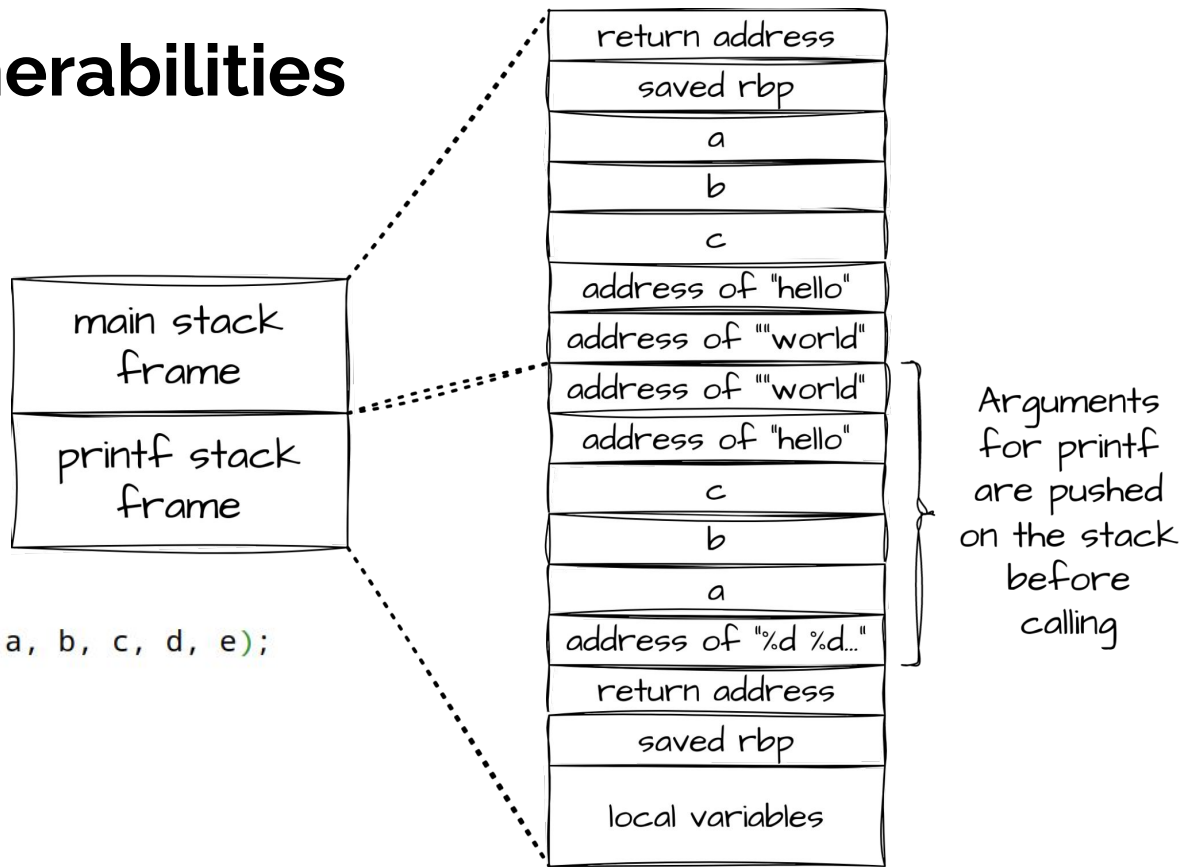 nerabilities
main stack
frame
printf stack
frame
a, b, c, d, e);
return address
saved rbp
a
b
c
address of "hello"
address of ""world"
address of ""world"
address of "hello"
c
b
a
address of "%d %d..."
return address
saved rbp
local variables
Arguments
for printf
are pushed
on the stack
before
calling